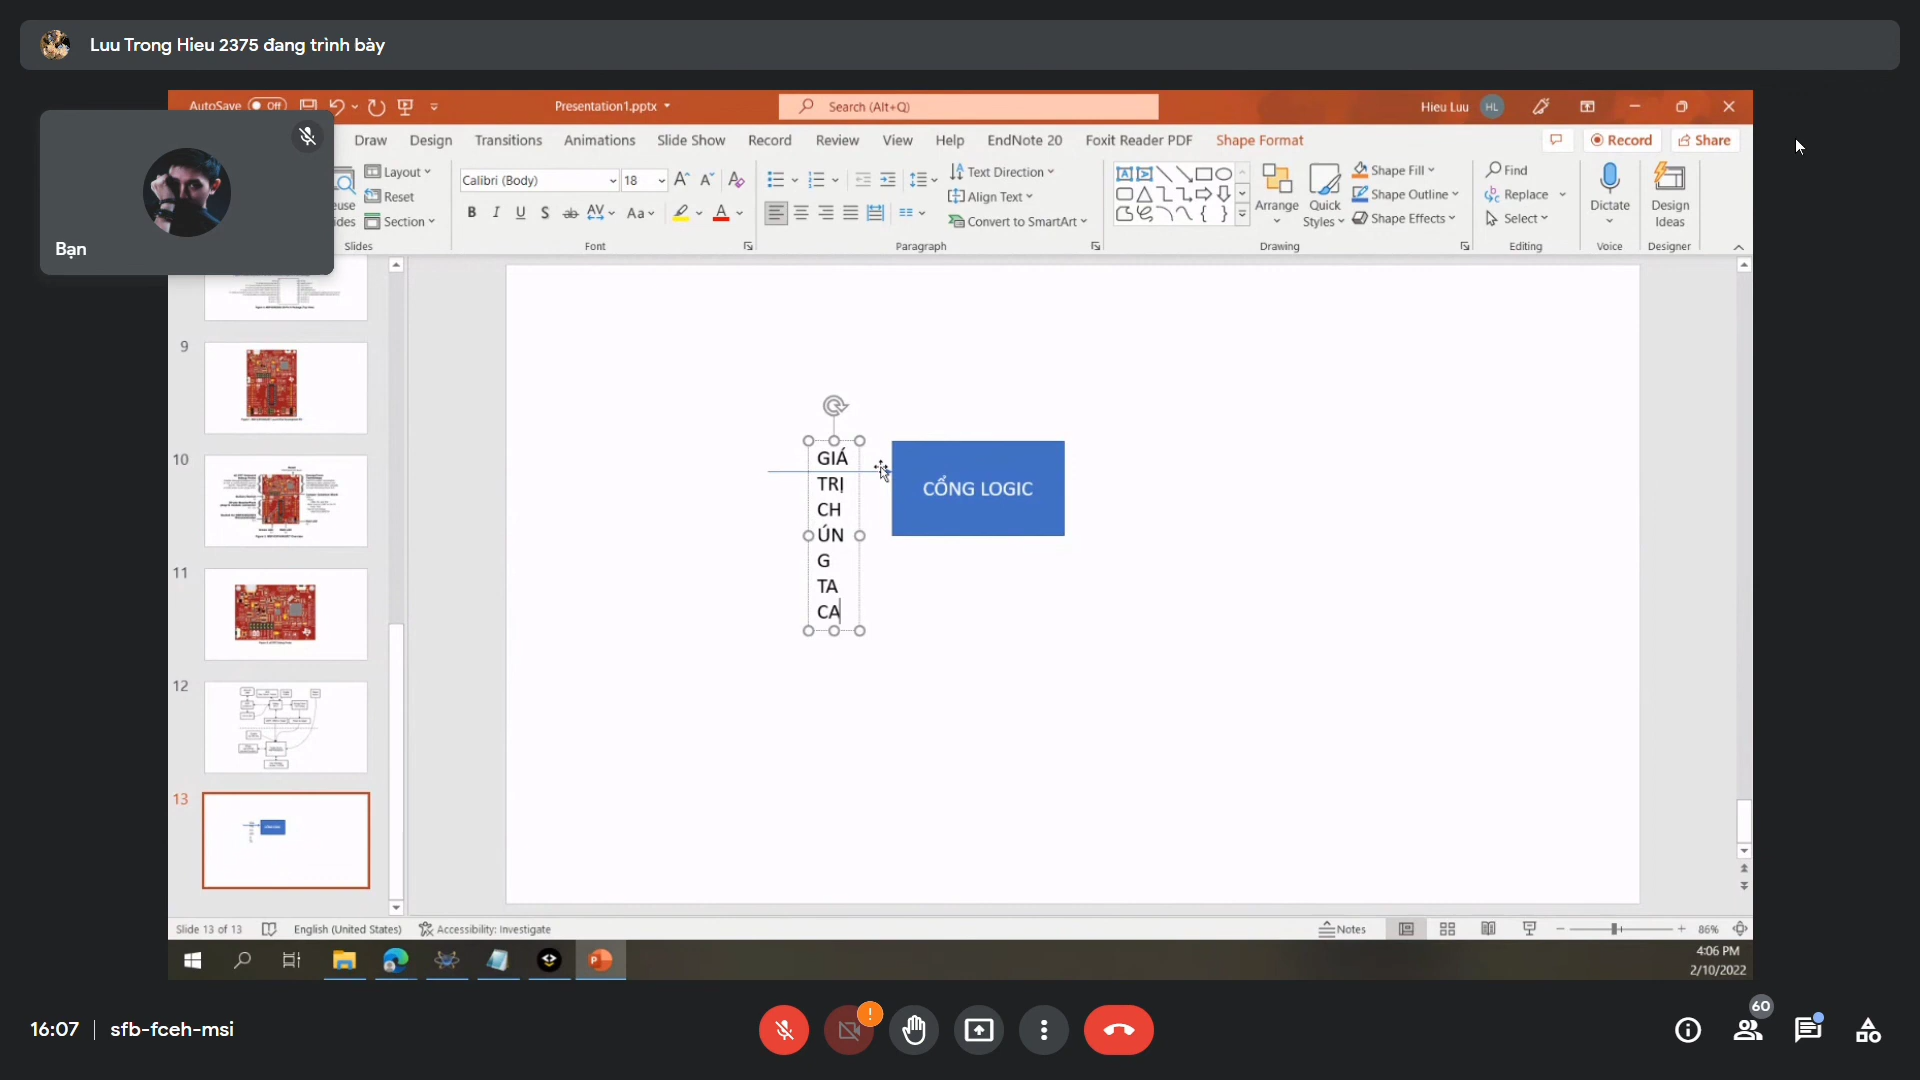 Luu Trong Hieu 2375 đang trình bày
AutoSave Off
Presentation1.pptx
Search (Alt+Q)
Hieu Luu HL
Draw Design Transitions Animations Slide Show Record Review View Help EndNote 20 Foxit Reader PDF Shape Format
Record
Share
Bạn
Layout
Reset
Section
Slides
Calibri (Body) 18
B I U S ab AV Aa A
Font
Paragraph
Text Direction
Align Text
Convert to SmartArt
Arrange
Quick
Styles
Shape Fill
Shape Outline
Shape Effects
Drawing
Find
Replace
Select
Editing
Dictate
Voice
Design
Ideas
Designer
9
10
11
12
13
GIÁ
TRỊ
CH
ÚN
G
TA
CA
CỔNG LOGIC
Slide 13 of 13
English (United States)
Accessibility: Investigate
Notes
86%
4:06 PM
2/10/2022
16:07 | sfb-fceh-msi
60